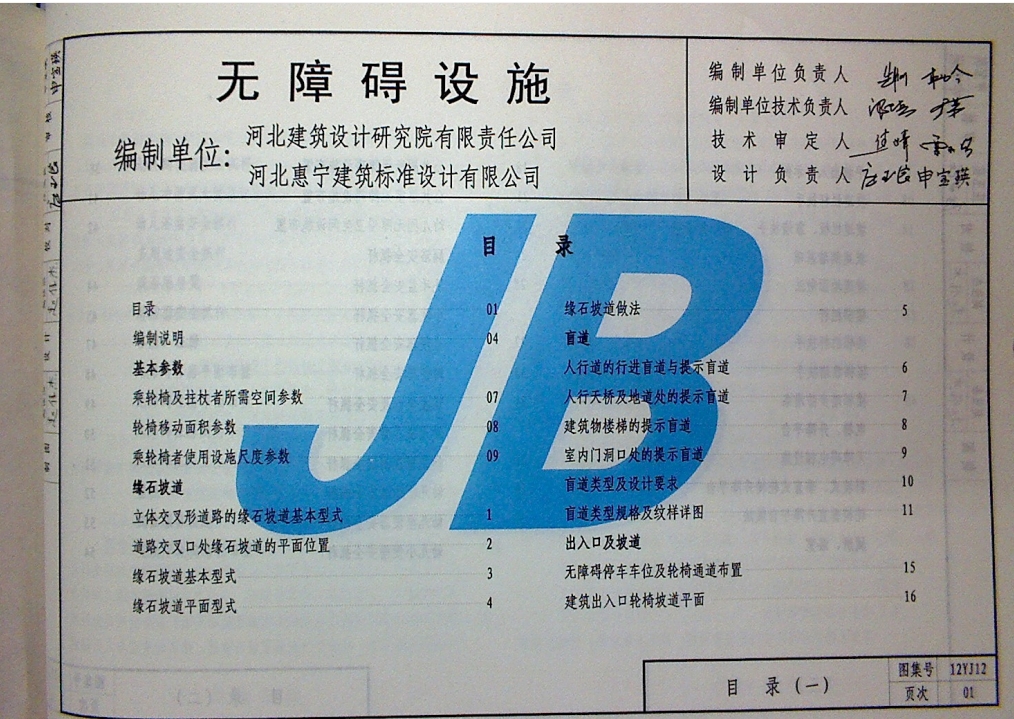 无障碍设施
编制单位:
河北建筑设计研究院有限责任公司
河北惠宁建筑标准设计有限公司
编制单位负责人
编制单位技术负责人
技术审定人
设计负责人
JB
目 录
目录 01
编制说明 04
基本参数
乘轮椅及拄杖者所需空间参数 07
轮椅移动面积参数 08
乘轮椅者使用设施尺度参数 09
缘石坡道
立体交叉形道路的缘石坡道基本型式 1
道路交叉口处缘石坡道的平面位置 2
缘石坡道基本型式 3
缘石坡道平面型式 4
缘石坡道做法 5
盲道
人行道的行进盲道与提示盲道 6
人行天桥及地道处的提示盲道 7
建筑物楼梯的提示盲道 8
室内门洞口处的提示盲道 9
盲道类型及设计要求 10
盲道类型规格及纹样详图 11
出入口及坡道
无障碍停车车位及轮椅通道布置 15
建筑出入口轮椅坡道平面 16
目 录(一)
图集号 12YJ12
页次 01